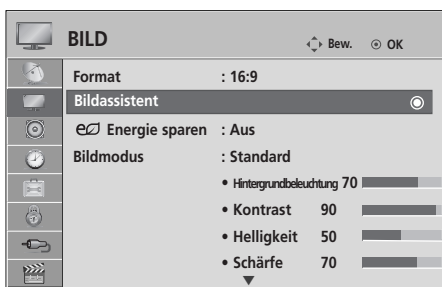 BILD Bew. OK
Format : 16:9
Bildassistent
Energie sparen : Aus
Bildmodus : Standard
• Hintergrundbeleuchtung 70
• Kontrast 90
• Helligkeit 50
• Schärfe 70